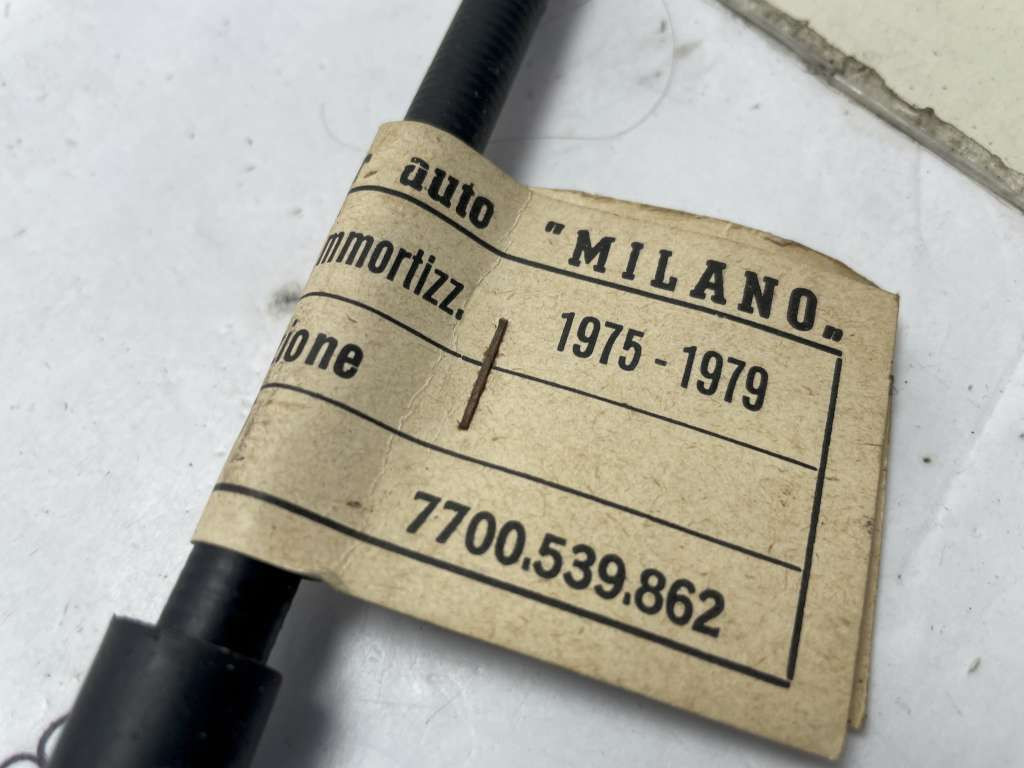 auto "MILANO"
mmortizz. 1975 - 1979
ione
7700.539.862